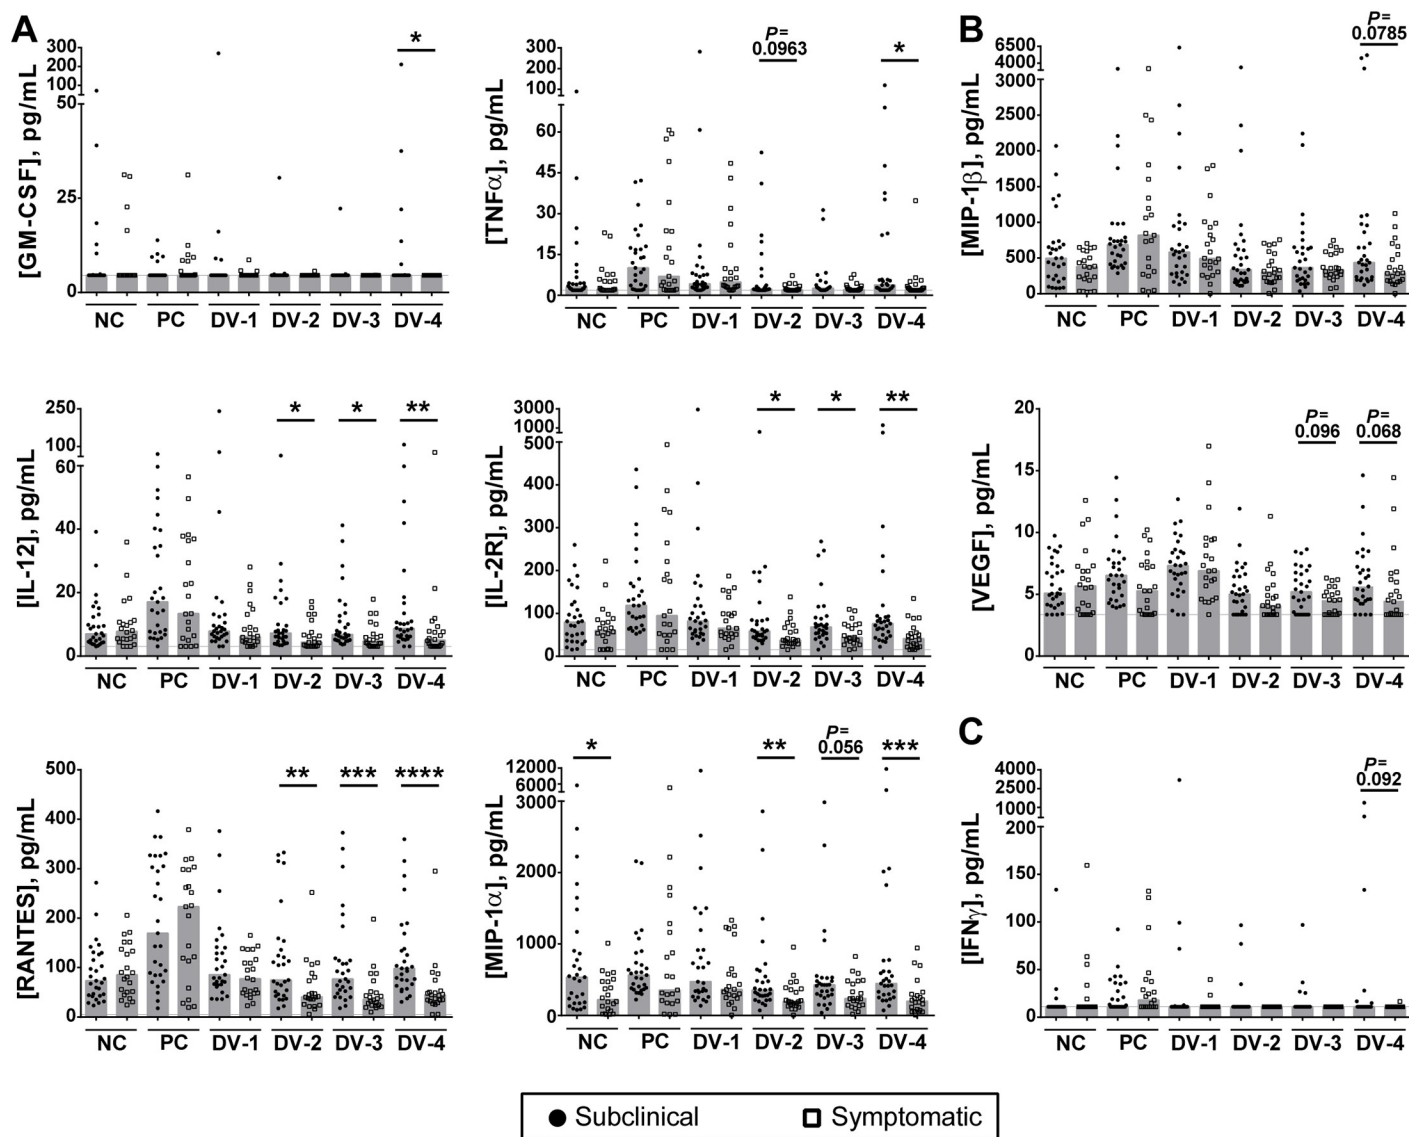 A
[GM-CSF], pg/mL
300
200
100
50
25
0
*
NC PC DV-1 DV-2 DV-3 DV-4
[TNFα], pg/mL
300
200
100
60
45
30
15
0
P=
0.0963
*
NC PC DV-1 DV-2 DV-3 DV-4
B
[MIP-1β], pg/mL
6500
4000
3000
2500
2000
1500
1000
500
0
P=
0.0785
NC PC DV-1 DV-2 DV-3 DV-4
[IL-12], pg/mL
250
100
60
40
20
0
* * **
NC PC DV-1 DV-2 DV-3 DV-4
[IL-2R], pg/mL
3000
1000
500
400
300
200
100
0
* * **
NC PC DV-1 DV-2 DV-3 DV-4
[VEGF], pg/mL
20
15
10
5
0
P= P=
0.096 0.068
NC PC DV-1 DV-2 DV-3 DV-4
[RANTES], pg/mL
500
400
300
200
100
0
** *** ****
NC PC DV-1 DV-2 DV-3 DV-4
[MIP-1α], pg/mL
12000
6000
3000
2000
1000
0
* ** P= ***
0.056
NC PC DV-1 DV-2 DV-3 DV-4
C
[IFNγ], pg/mL
4000
3000
2000
1000
200
150
100
50
0
P=
0.092
NC PC DV-1 DV-2 DV-3 DV-4
Subclinical Symptomatic